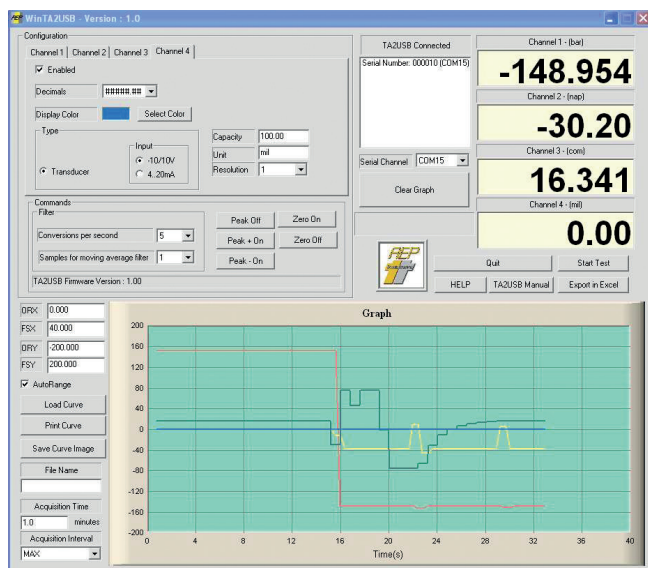 WinTA2USB - Version : 1.0
Configuration
Channel 1 Channel 2 Channel 3 Channel 4
Enabled
Decimals #####.##
Display Color Select Color
Type
Input
Transducer
-10/10V
4..20mA
Capacity 100.00
Unit mil
Resolution 1
Commands
Filter
Conversions per second 5
Samples for moving average filter 1
Peak Off Zero On
Peak + On Zero Off
Peak - On
TA2USB Firmware Version : 1.00
TA2USB Connected
Serial Number: 000010 (COM15)
Serial Channel COM15
Clear Graph
Channel 1 - (bar)
-148.954
Channel 2 - (nap)
-30.20
Channel 3 - (com)
16.341
Channel 4 - (mil)
0.00
AEP
Quit Start Test
HELP TA2USB Manual Export in Excel
ORX 0.000
FSX 40.000
ORY -200.000
FSY 200.000
AutoRange
Load Curve
Print Curve
Save Curve Image
File Name
Acquisition Time
1.0 minutes
Acquisition Interval
MAX
Graph
200
160
120
80
40
0
-40
-80
-120
-160
-200
0 4 8 12 16 20 24 28 32 36 40
Time(s)